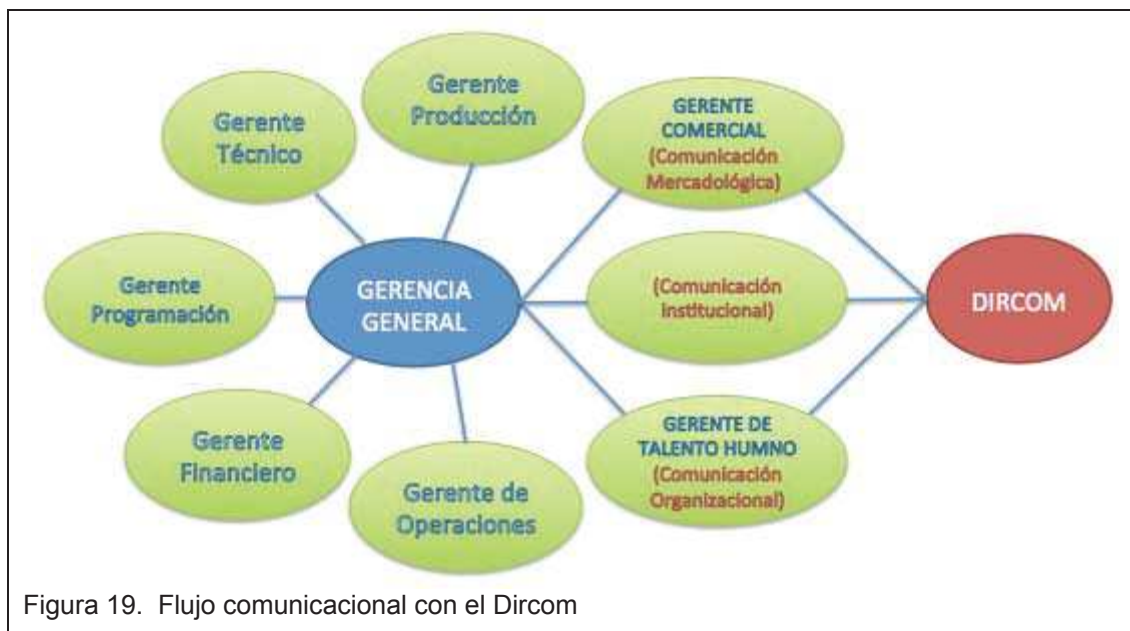 Gerente
Producción
Gerente
Técnico
GERENTE
COMERCIAL
(Comunicación
Mercadológica)
Gerente
Programación
GERENCIA
GENERAL
(Comunicación
Institucional)
DIRCOM
Gerente
Financiero
Gerente de
Operaciones
GERENTE DE
TALENTO HUMNO
(Comunicación
Organizacional)
Figura 19. Flujo comunicacional con el Dircom